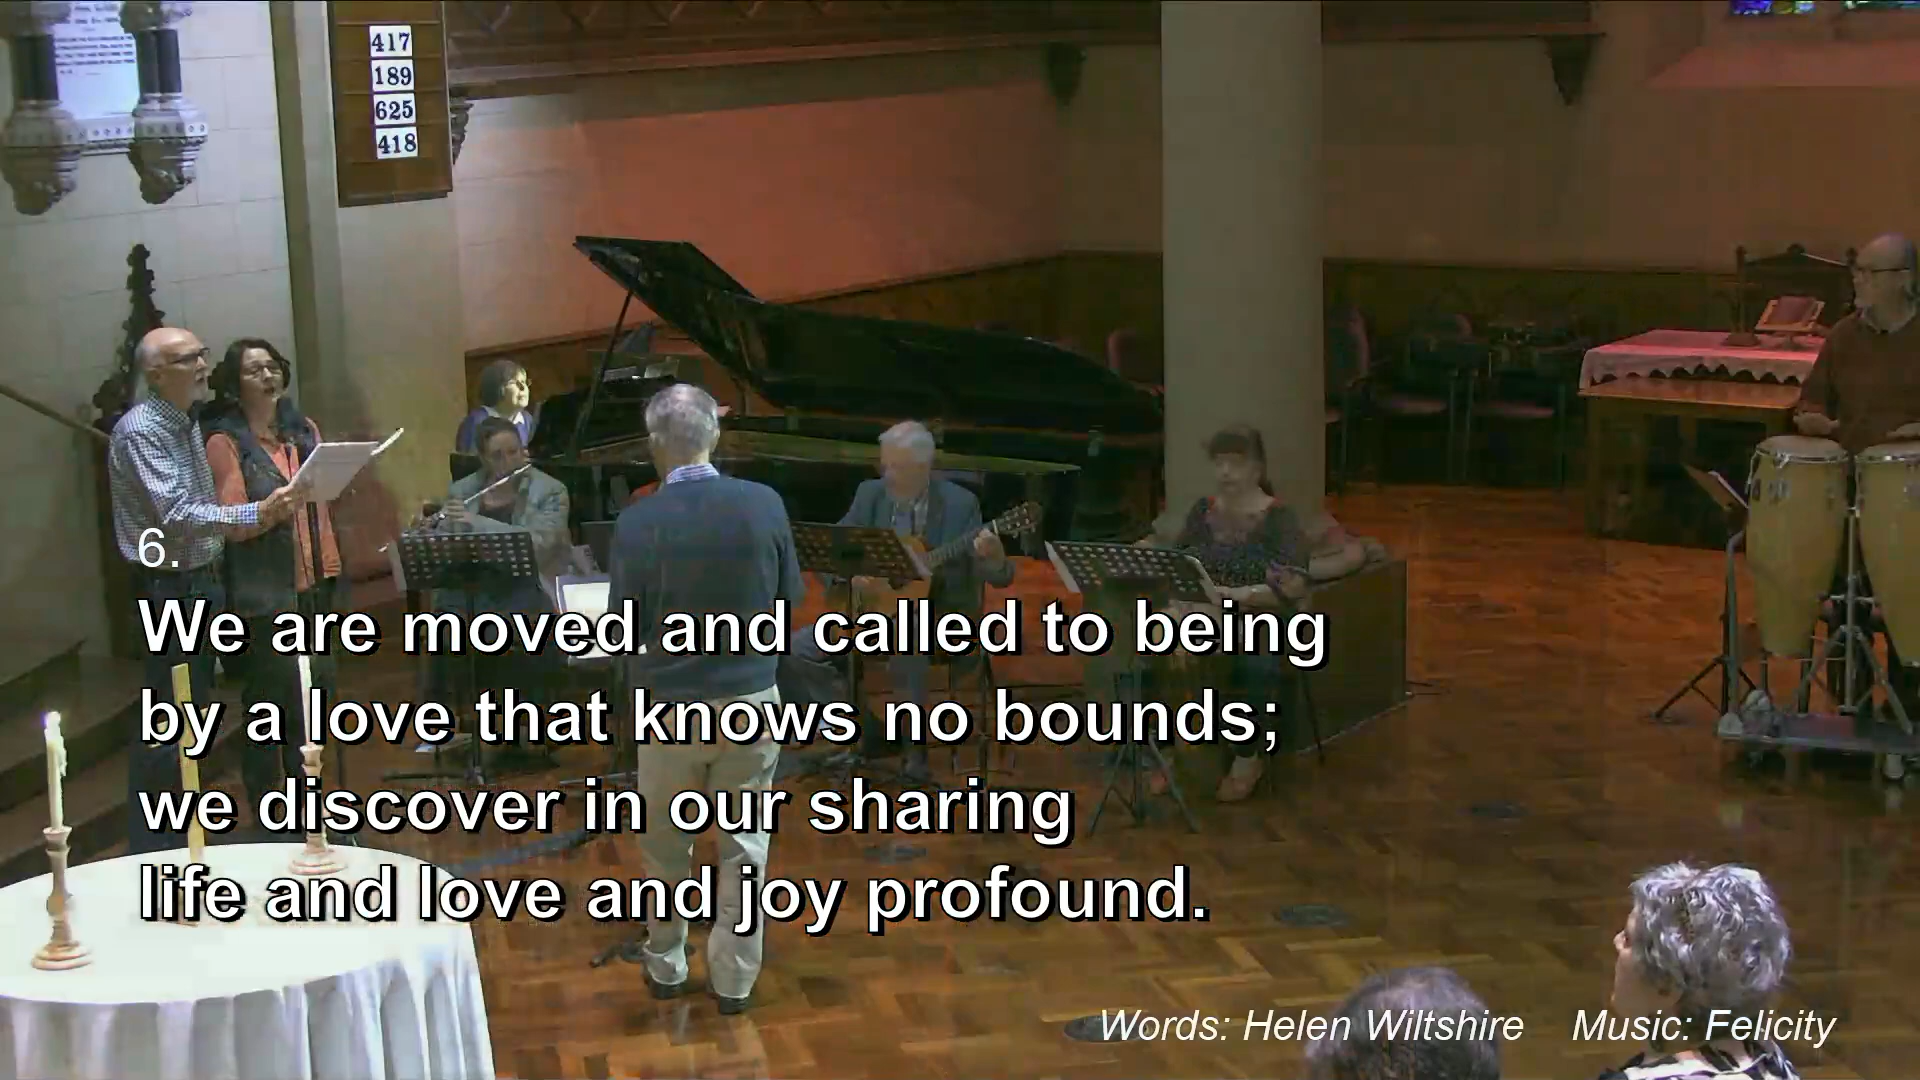 417
189
625
418
6.
We are moved and called to being
by a love that knows no bounds;
we discover in our sharing
life and love and joy profound.
Words: Helen Wiltshire Music: Felicity